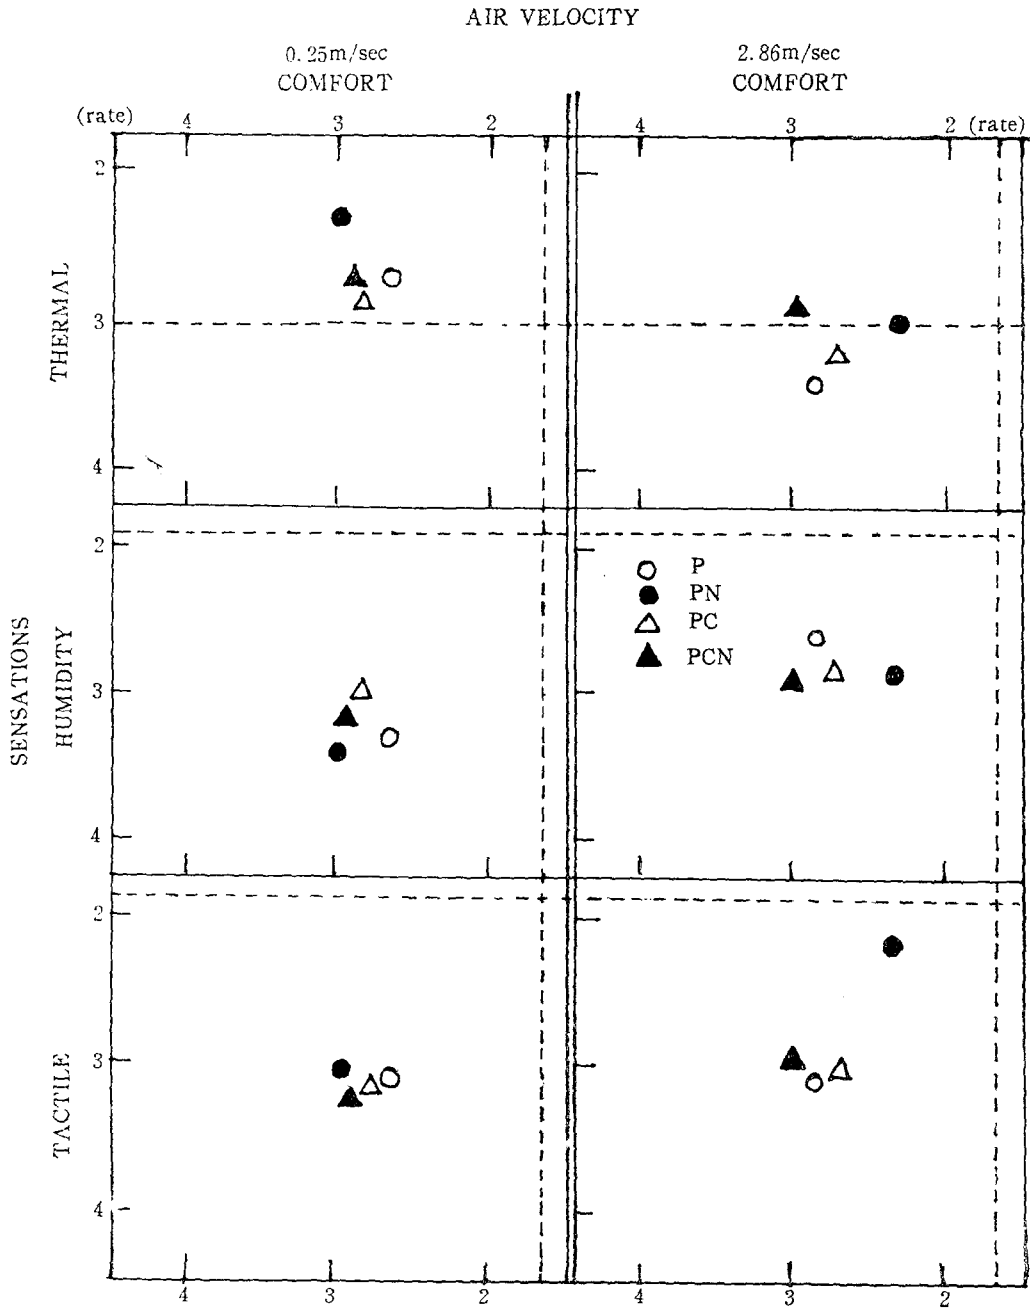 AIR VELOCITY
0.25m/sec 2.86m/sec
COMFORT COMFORT
(rate) 4 3 2 4 3 2 (rate)
2
THERMAL
3
4
2
P
PN
PC
PCN
SENSATIONS
HUMIDITY
3
4
2
3
TACTILE
4
4 3 2 3 2